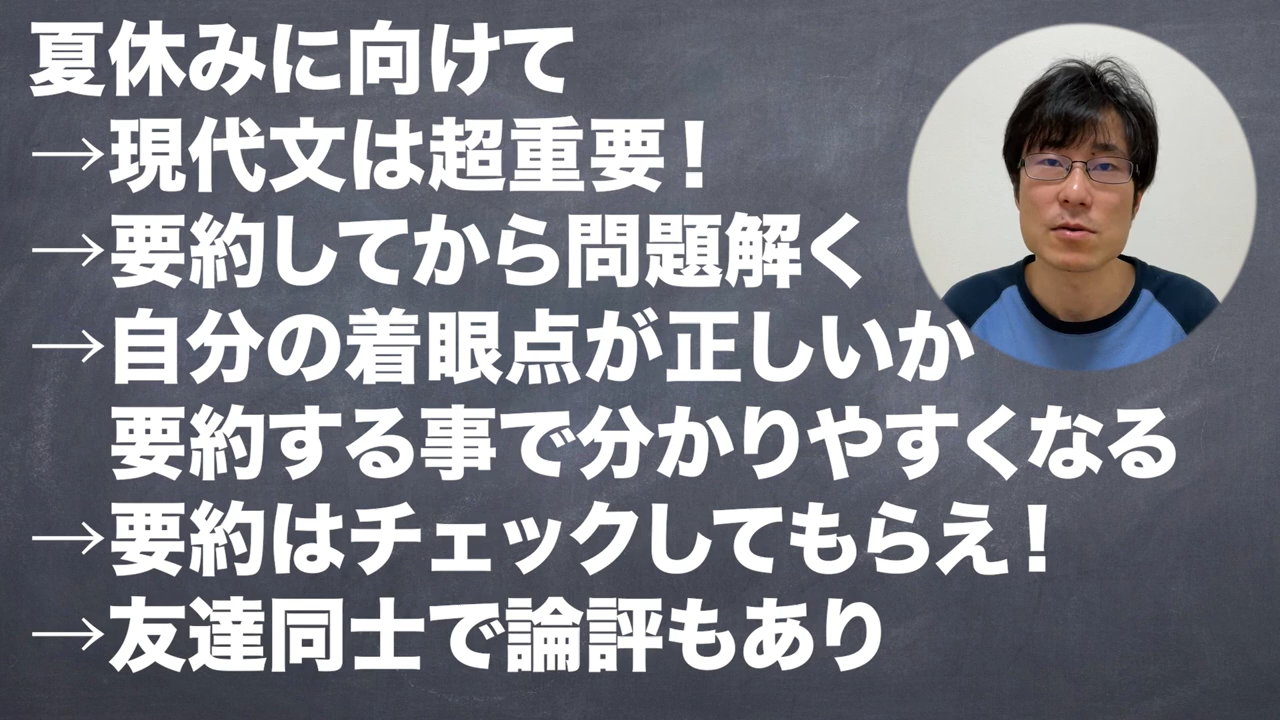 夏休みに向けて
→現代文は超重要！
→要約してから問題解く
→自分の着眼点が正しいか
要約する事で分かりやすくなる
→要約はチェックしてもらえ！
→友達同士で論評もあり